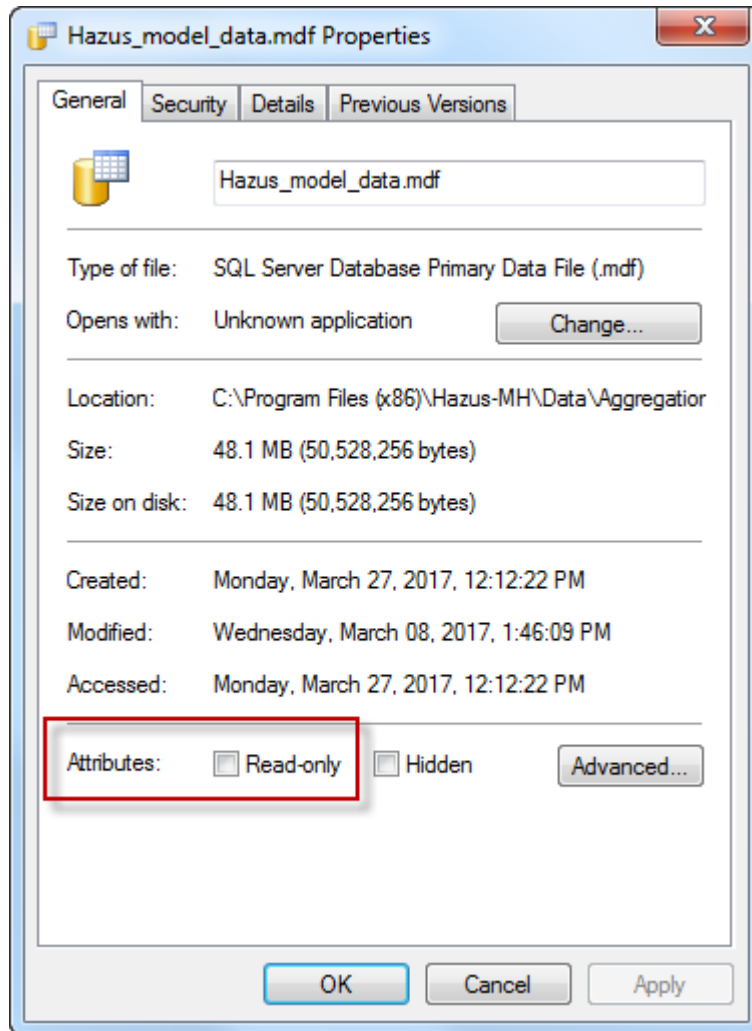 Hazus_model_data.mdf Properties
General Security Details Previous Versions
Hazus_model_data.mdf
Type of file: SQL Server Database Primary Data File (.mdf)
Opens with: Unknown application Change...
Location: C:\Program Files (x86)\Hazus-MH\Data\Aggregation
Size: 48.1 MB (50,528,256 bytes)
Size on disk: 48.1 MB (50,528,256 bytes)
Created: Monday, March 27, 2017, 12:12:22 PM
Modified: Wednesday, March 08, 2017, 1:46:09 PM
Accessed: Monday, March 27, 2017, 12:12:22 PM
Attributes: Read-only Hidden Advanced...
OK Cancel Apply